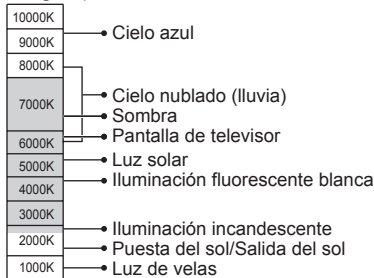 10000K
Cielo azul
9000K
8000K
Cielo nublado (lluvia)
7000K
Sombra
Pantalla de televisor
6000K
Luz solar
5000K
Iluminación fluorescente blanca
4000K
3000K
Iluminación incandescente
2000K
Puesta del sol/Salida del sol
1000K
Luz de velas